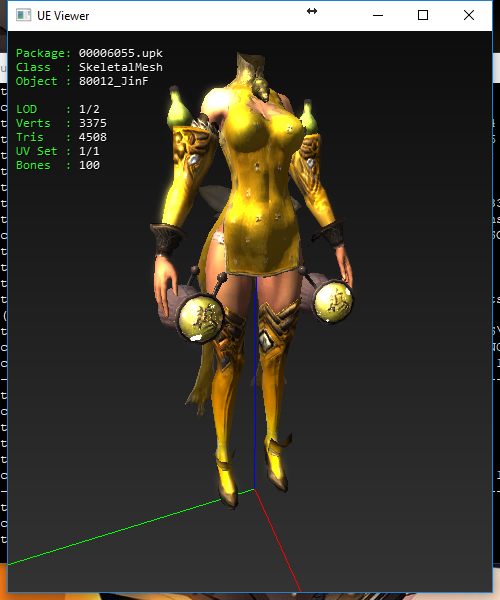 UE Viewer
Package: 00006055.upk
Class  : SkeletalMesh
Object : 80012_JinF
LOD    : 1/2
Verts  : 3375
Tris   : 4508
UV Set : 1/1
Bones  : 100